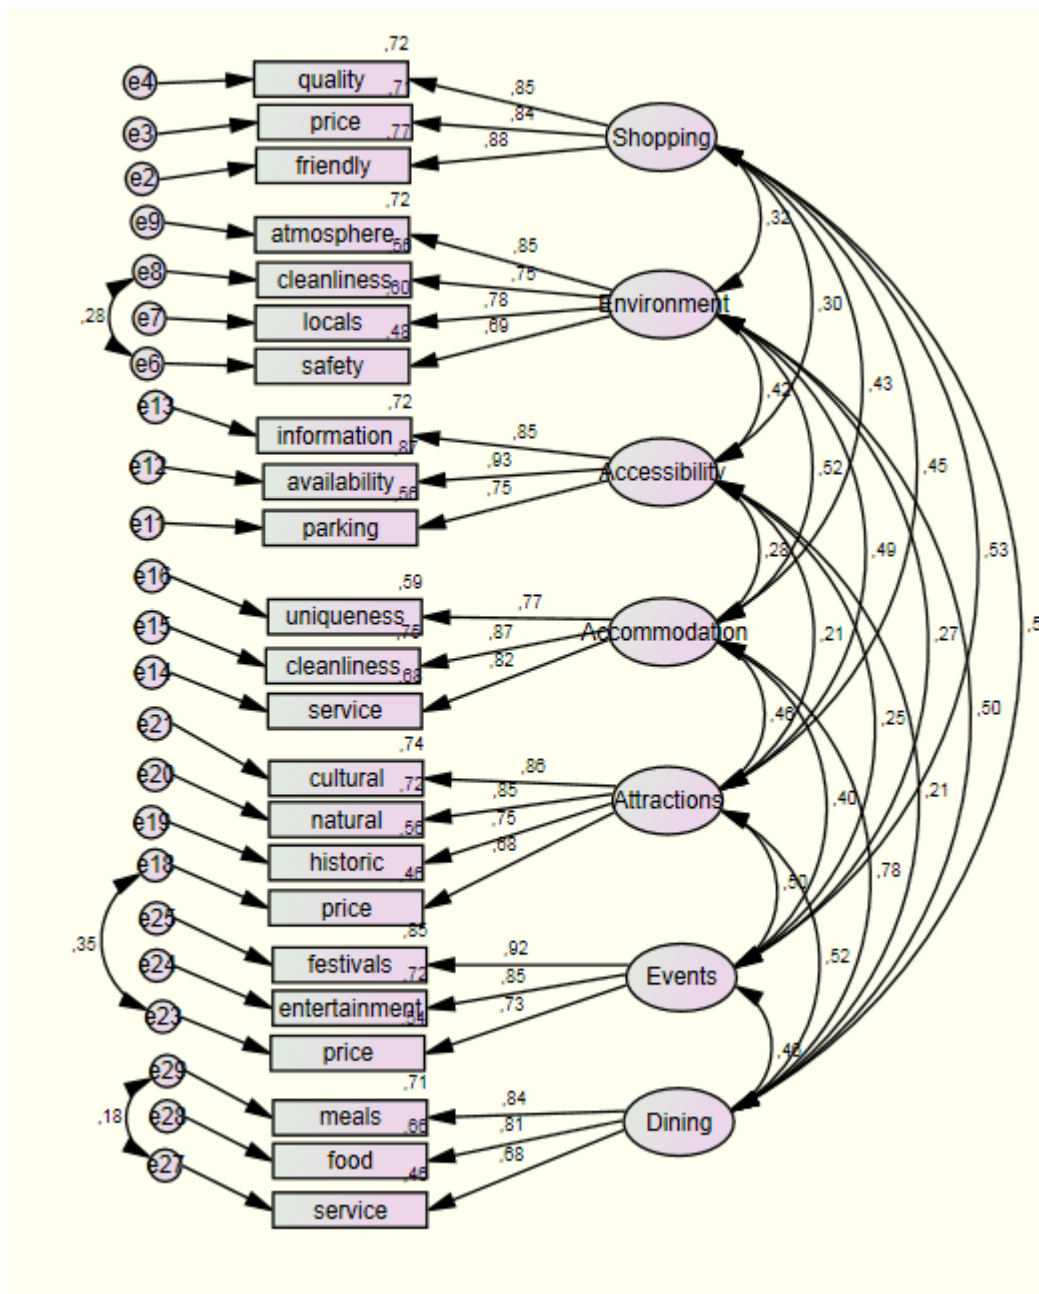 ,72
e4 quality ,85
,71
e3 price ,84 Shopping
,77
e2 friendly ,88
,72
e9 atmosphere ,85 ,32
,56
e8 cleanliness ,75 Environment ,30
,60
,28 e7 locals ,78
,48
e6 safety ,69
,72
e13 information ,85 ,42 ,43
,87
e12 availability ,93 Accessibility ,52 ,45
,56
e11 parking ,75
,28 ,49 ,53
e16 ,59
uniqueness ,77 ,21 ,27 ,5
,75
e15 cleanliness ,87 Accommodation
,68
e14 service ,82
,46 ,25 ,50
e21 ,74
cultural ,86
,72
e20 natural ,85 Attractions ,40 ,21
,56
e19 historic ,75
,46
e18 price ,68 ,78
,85
,35 e25 festivals ,92 ,50 ,52
,72
e24 entertainment ,85 Events
,54
e23 price ,73
,71
e29 meals ,84
,66
,18 e28 food ,81 Dining
,46
e27 service ,68